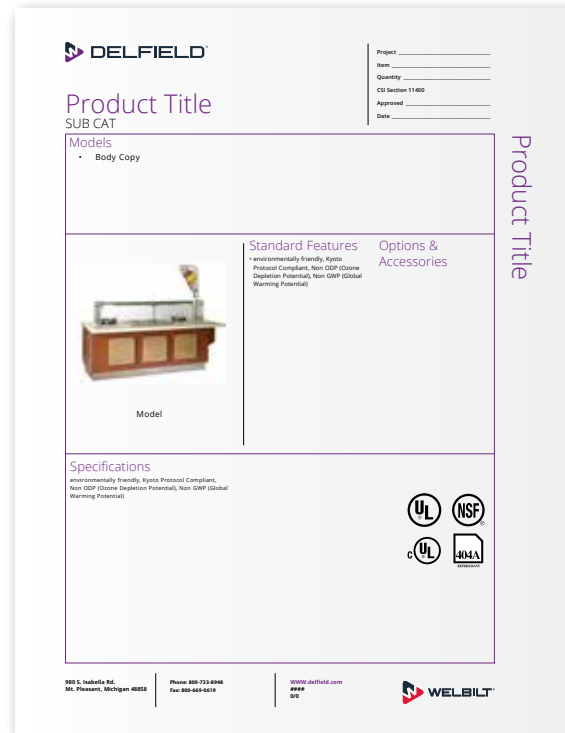 DELFIELD
Project
Item
Quantity
CSI Section 11400
Approved
Date
Product Title
SUB CAT
Product Title
Models
• Body Copy
Standard Features
• environmentally friendly, Kyoto
Protocol Compliant, Non ODP (Ozone
Depletion Potential), Non GWP (Global
Warming Potential)
Options &
Accessories
Model
Specifications
environmentally friendly, Kyoto Protocol Compliant,
Non ODP (Ozone Depletion Potential), Non GWP (Global
Warming Potential)
UL
NSF
c UL
404A
REFRIGERANT
980 S. Isabella Rd.
Mt. Pleasant, Michigan 48858
Phone: 800-733-8948
Fax: 800-669-0619
WWW.delfield.com
####
0/0
WELBILT